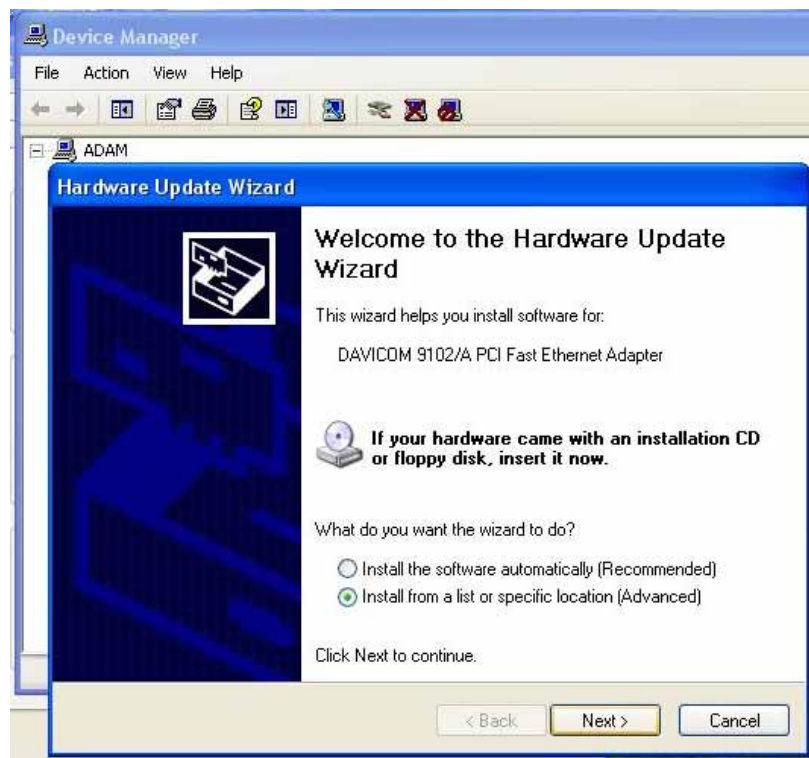 Device Manager
File Action View Help
ADAM
Hardware Update Wizard
Welcome to the Hardware Update
Wizard
This wizard helps you install software for:
DAVICOM 9102/A PCI Fast Ethernet Adapter
If your hardware came with an installation CD
or floppy disk, insert it now.
What do you want the wizard to do?
Install the software automatically (Recommended)
Install from a list or specific location (Advanced)
Click Next to continue.
< Back Next > Cancel